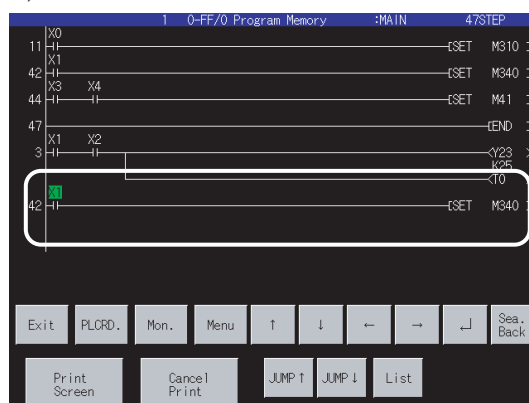 1 0-FF/0 Program Memory :MAIN 47STEP
X0
11 [SET M310 ]
X1
42 [SET M340 ]
X3 X4
44 [SET M41 ]
47 [END ]
X1 X2
3 <Y23 >
K25
<T0
X1
42 [SET M340 ]
Exit PLCRD. Mon. Menu ↑ ↓ ← → ↵ Sea. Back
Print Screen Cancel Print JUMP↑ JUMP↓ List